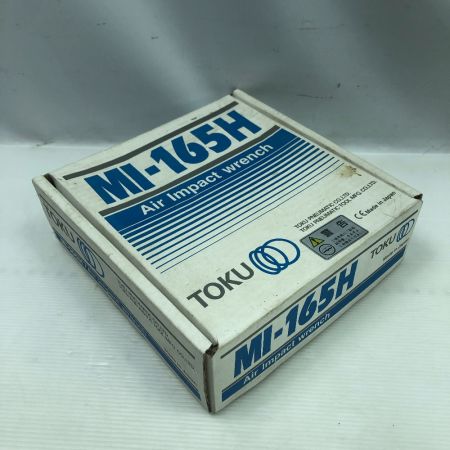 MI-165H
Air Impact wrench
TOKU
TOKU PNEUMATIC CO.,LTD.
TOKU PNEUMATIC TOOL MFG. CO.,LTD.
CE Made in Japan
警告
MI-165H
Air Impact wrench
TOKU